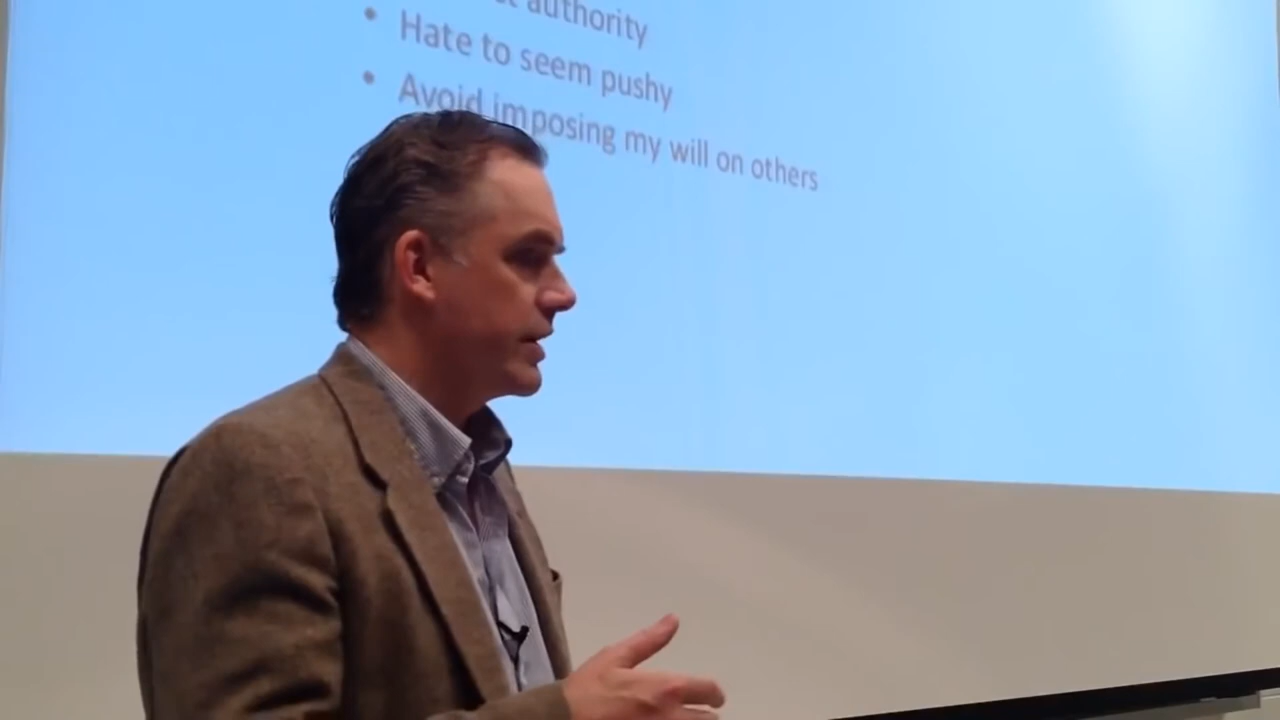 authority
• Hate to seem pushy
• Avoid imposing my will on others